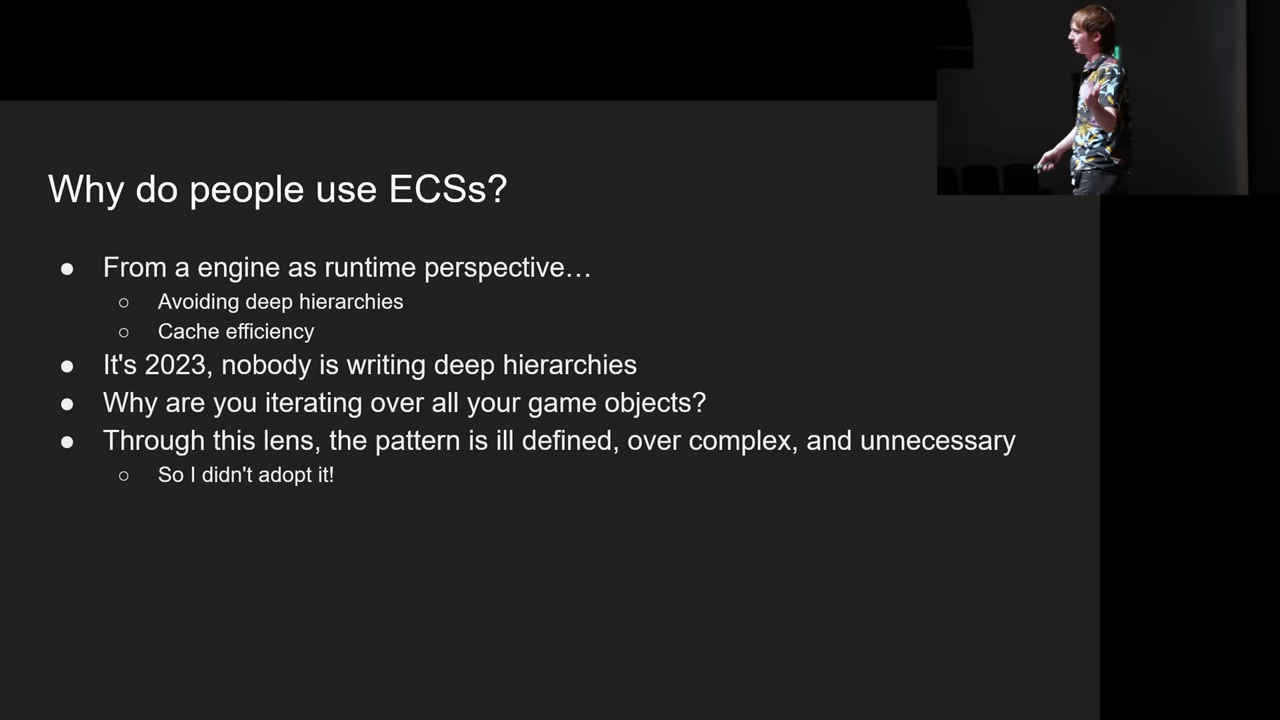 Why do people use ECSs?
● From a engine as runtime perspective…
○ Avoiding deep hierarchies
○ Cache efficiency
● It's 2023, nobody is writing deep hierarchies
● Why are you iterating over all your game objects?
● Through this lens, the pattern is ill defined, over complex, and unnecessary
○ So I didn't adopt it!